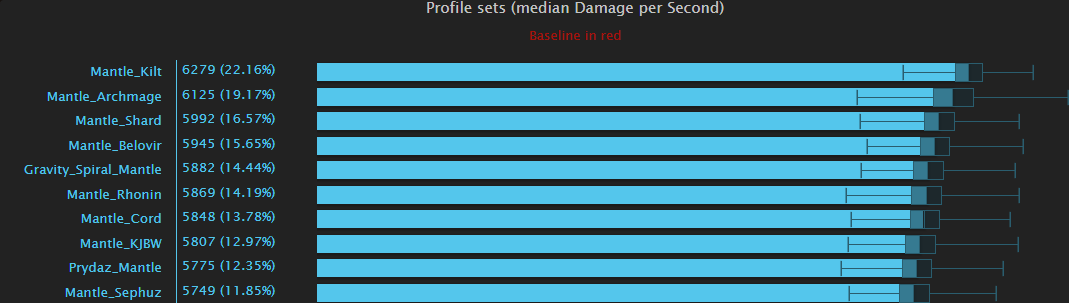 Profile sets (median Damage per Second)
Baseline in red
Mantle_Kilt 6279 (22.16%)
Mantle_Archmage 6125 (19.17%)
Mantle_Shard 5992 (16.57%)
Mantle_Belovir 5945 (15.65%)
Gravity_Spiral_Mantle 5882 (14.44%)
Mantle_Rhonin 5869 (14.19%)
Mantle_Cord 5848 (13.78%)
Mantle_KJBW 5807 (12.97%)
Prydaz_Mantle 5775 (12.35%)
Mantle_Sephuz 5749 (11.85%)